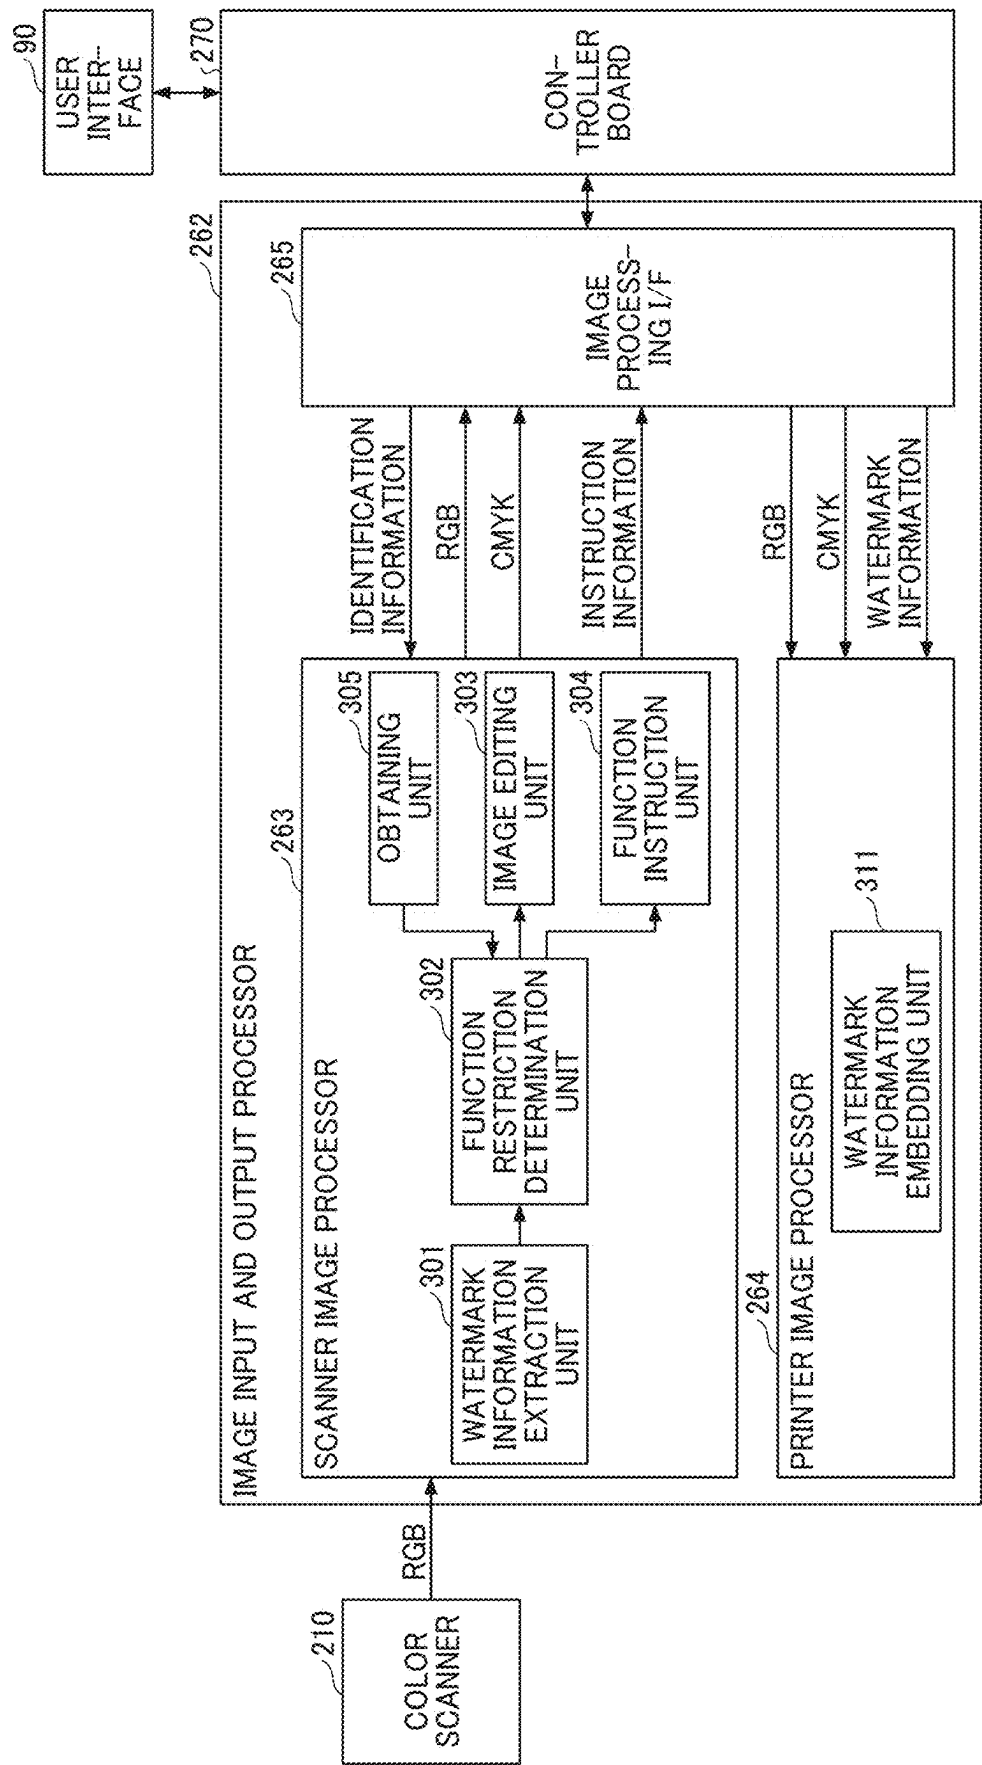 210
COLOR
SCANNER
RGB
IMAGE INPUT AND OUTPUT PROCESSOR
262
SCANNER IMAGE PROCESSOR
263
301
WATERMARK
INFORMATION
EXTRACTION
UNIT
302
FUNCTION
RESTRICTION
DETERMINATION
UNIT
305
OBTAINING
UNIT
303
IMAGE EDITING
UNIT
304
FUNCTION
INSTRUCTION
UNIT
IDENTIFICATION
INFORMATION
RGB
CMYK
INSTRUCTION
INFORMATION
264
PRINTER IMAGE PROCESSOR
311
WATERMARK
INFORMATION
EMBEDDING UNIT
RGB
CMYK
WATERMARK
INFORMATION
265
IMAGE
PROCESS-
ING I/F
90
USER
INTER-
FACE
270
CON-
TROLLER
BOARD